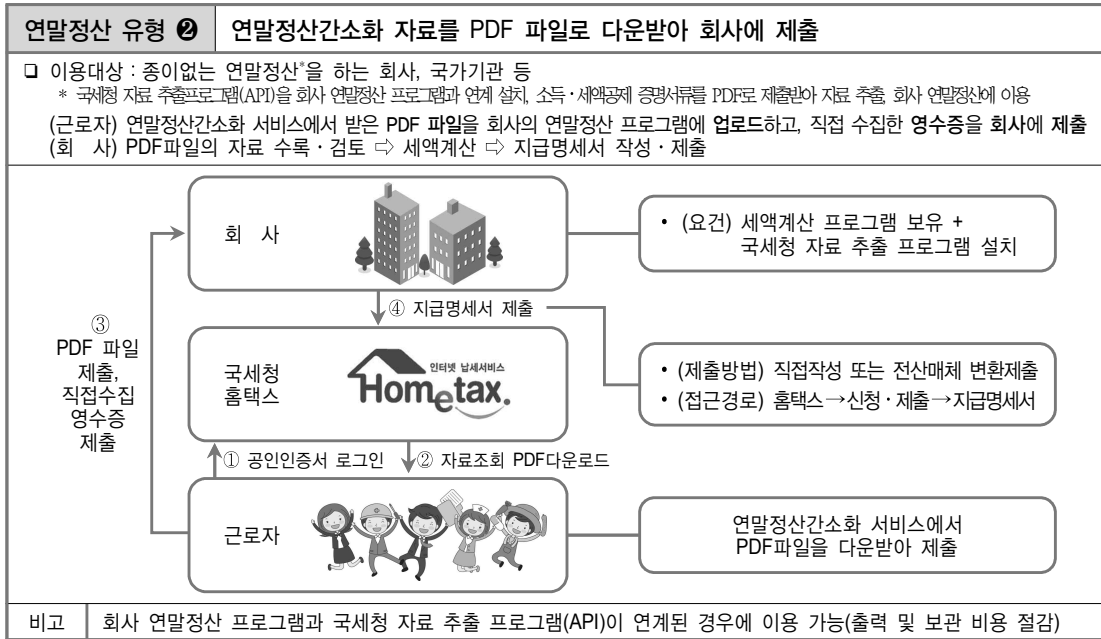 연말정산 유형 ❷
연말정산간소화 자료를 PDF 파일로 다운받아 회사에 제출
❑ 이용대상 : 종이없는 연말정산*을 하는 회사, 국가기관 등
* 국세청 자료 추출프로그램(API)을 회사 연말정산 프로그램과 연계 설치, 소득·세액공제 증명서류를 PDF로 제출받아 자료 추출, 회사 연말정산에 이용
(근로자) 연말정산간소화 서비스에서 받은 PDF 파일을 회사의 연말정산 프로그램에 업로드하고, 직접 수집한 영수증을 회사에 제출
(회 사) PDF파일의 자료 수록·검토 ⇨ 세액계산 ⇨ 지급명세서 작성·제출
회 사
• (요건) 세액계산 프로그램 보유 +
국세청 자료 추출 프로그램 설치
④ 지급명세서 제출
③
PDF 파일
제출,
직접수집
영수증
제출
국세청
홈택스
인터넷 납세서비스
Hometax.
• (제출방법) 직접작성 또는 전산매체 변환제출
• (접근경로) 홈택스→신청·제출→지급명세서
① 공인인증서 로그인
② 자료조회 PDF다운로드
근로자
연말정산간소화 서비스에서
PDF파일을 다운받아 제출
비고
회사 연말정산 프로그램과 국세청 자료 추출 프로그램(API)이 연계된 경우에 이용 가능(출력 및 보관 비용 절감)